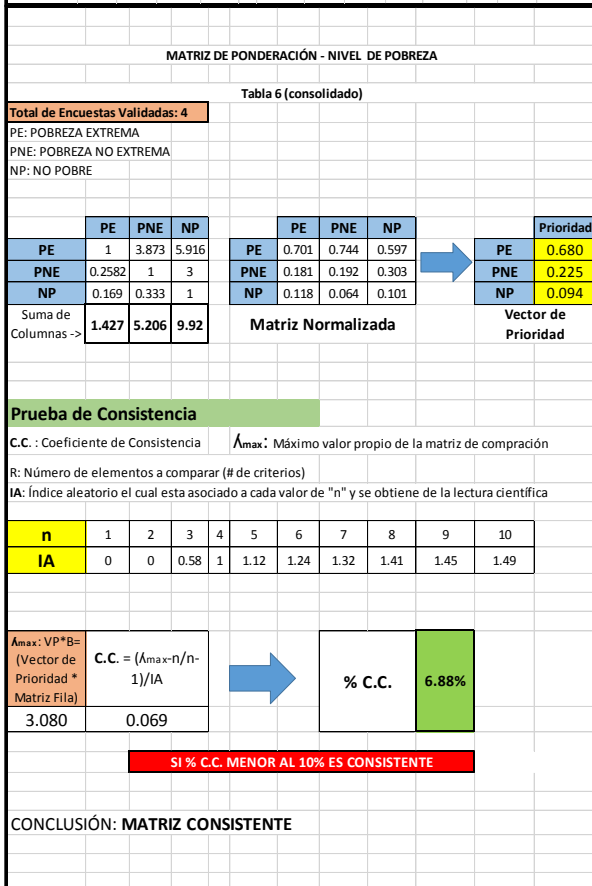 MATRIZ DE PONDERACIÓN - NIVEL DE POBREZA
Tabla 6 (consolidado)
Total de Encuestas Validadas: 4
PE: POBREZA EXTREMA
PNE: POBREZA NO EXTREMA
NP: NO POBRE
PE PNE NP PE PNE NP Prioridad
PE 1 3.873 5.916 PE 0.701 0.744 0.597 PE 0.680
PNE 0.2582 1 3 PNE 0.181 0.192 0.303 PNE 0.225
NP 0.169 0.333 1 NP 0.118 0.064 0.101 NP 0.094
Suma de
Columnas -> 1.427 5.206 9.92 Matriz Normalizada
Vector de
Prioridad
Prueba de Consistencia
C.C. : Coeficiente de Consistencia ʎmax: Máximo valor propio de la matriz de compración
R: Número de elementos a comparar (# de criterios)
IA: Índice aleatorio el cual esta asociado a cada valor de "n" y se obtiene de la lectura científica
n 1 2 3 4 5 6 7 8 9 10
IA 0 0 0.58 1 1.12 1.24 1.32 1.41 1.45 1.49
ʎmax: VP*B=
(Vector de
Prioridad *
Matriz Fila)
C.C. = (ʎmax-n/n-
1)/IA
% C.C. 6.88%
3.080 0.069
SI % C.C. MENOR AL 10% ES CONSISTENTE
CONCLUSIÓN: MATRIZ CONSISTENTE